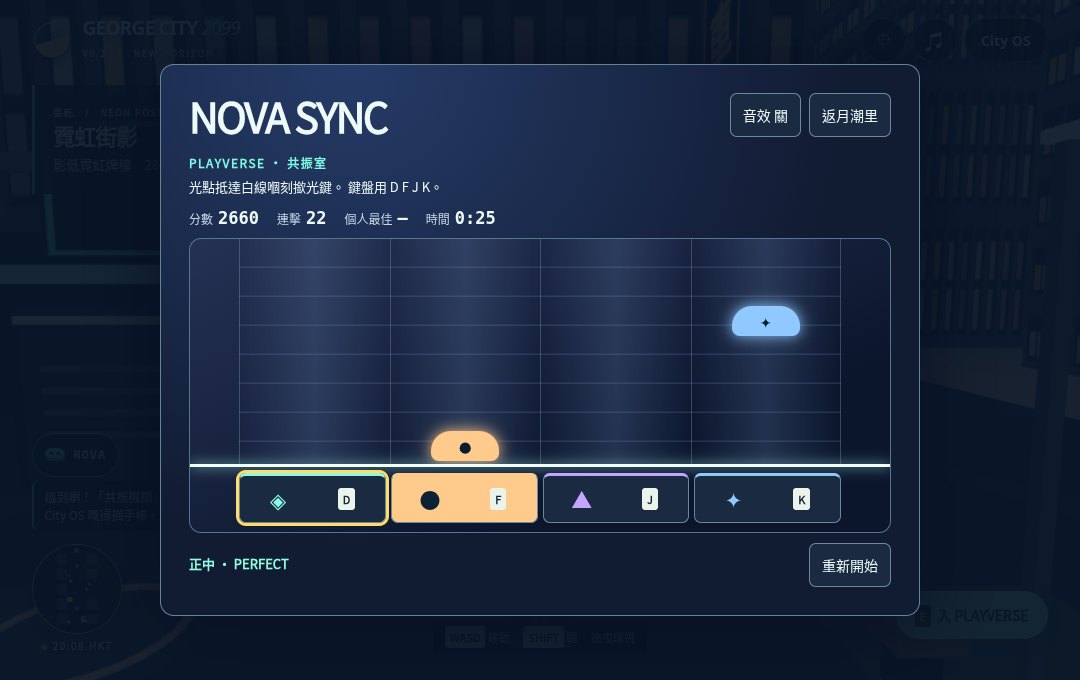 GEORGE CITY 2099
City OS
霓虹街影
NOVA SYNC
音效 關
返月潮里
PLAYVERSE · 共振室
光點抵達白線嗰刻撳光鍵。 鍵盤用 D F J K。
分數 2660 連擊 22 個人最佳 — 時間 0:25
D
F
J
K
正中 · PERFECT
重新開始
NOVA
20:08 HKT
入 PLAYVERSE
WASD 移動 SHIFT